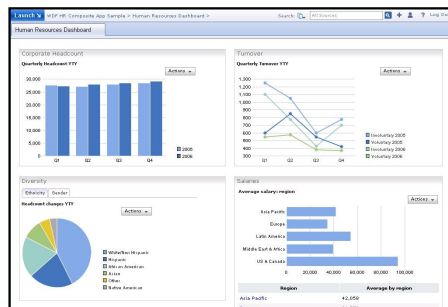 Launch WDF HR Composite App Sample > Human Resources Dashboard > Search: All Sources ? Log Out
Human Resources Dashboard
Corporate Headcount
Quarterly Headcount YTY
Actions
30,000
25,000
20,000
15,000
10,000
5,000
0
Q1 Q2 Q3 Q4
2005
2006
Turnover
Quarterly Turnover YTY
Actions
1,300
1,200
1,100
1,000
900
800
700
600
500
400
300
Q1 Q2 Q3 Q4
Involuntary 2005
Voluntary 2005
Involuntary 2006
Voluntary 2006
Diversity
Ethnicity Gender
Headcount changes YTY
Actions
White/Non Hispanic
Hispanic
African American
Asian
Other
Native American
Salaries
Average salary: region
Actions
Asia Pacific
Europe
Latin America
Middle East & Africa
US & Canada
0 20,000 40,000 60,000 80,000 100,000
Region Average by region
Asia Pacific 42,058